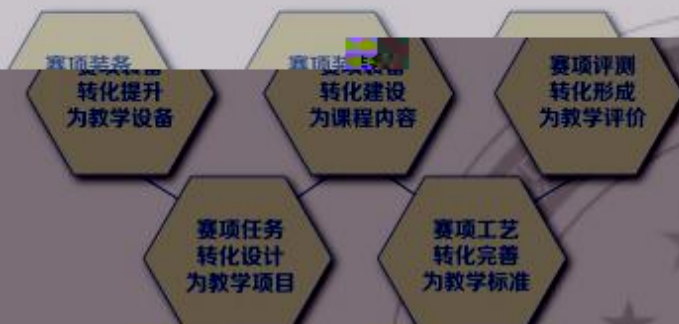 赛项装备
转化提升
为教学设备
赛项装备
转化建设
为课程内容
赛项评测
转化形成
为教学评价
赛项任务
转化设计
为教学项目
赛项工艺
转化完善
为教学标准